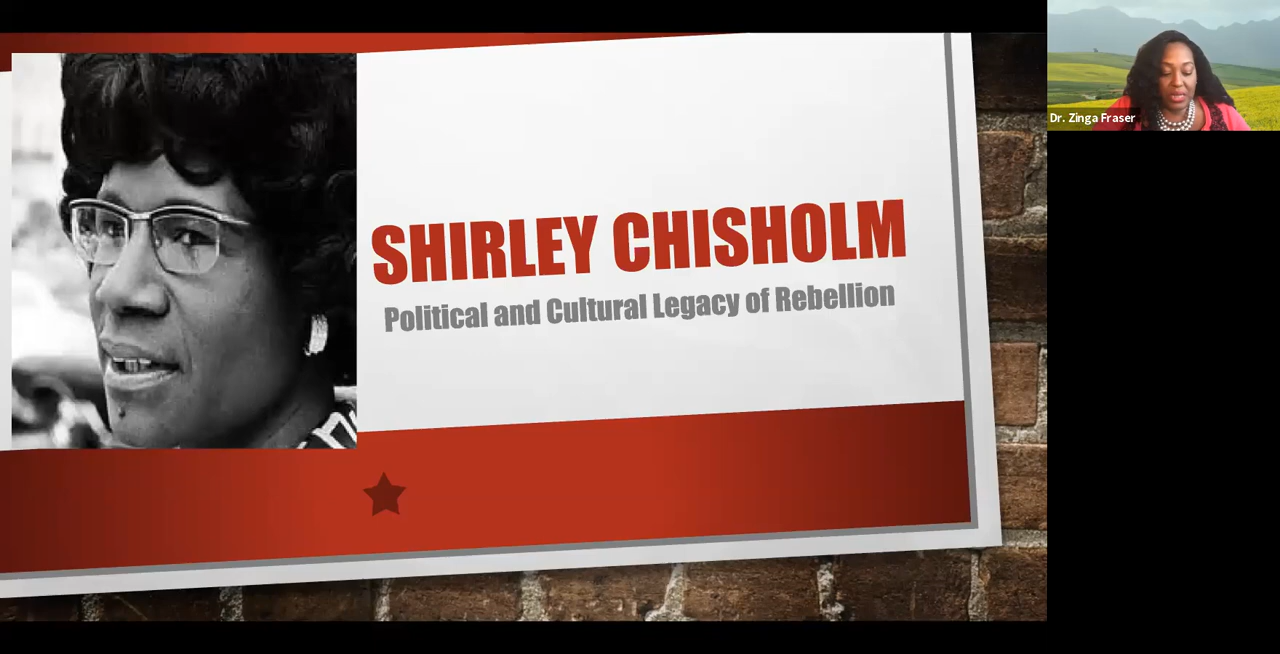 SHIRLEY CHISHOLM
Political and Cultural Legacy of Rebellion
Dr. Zinga Fraser